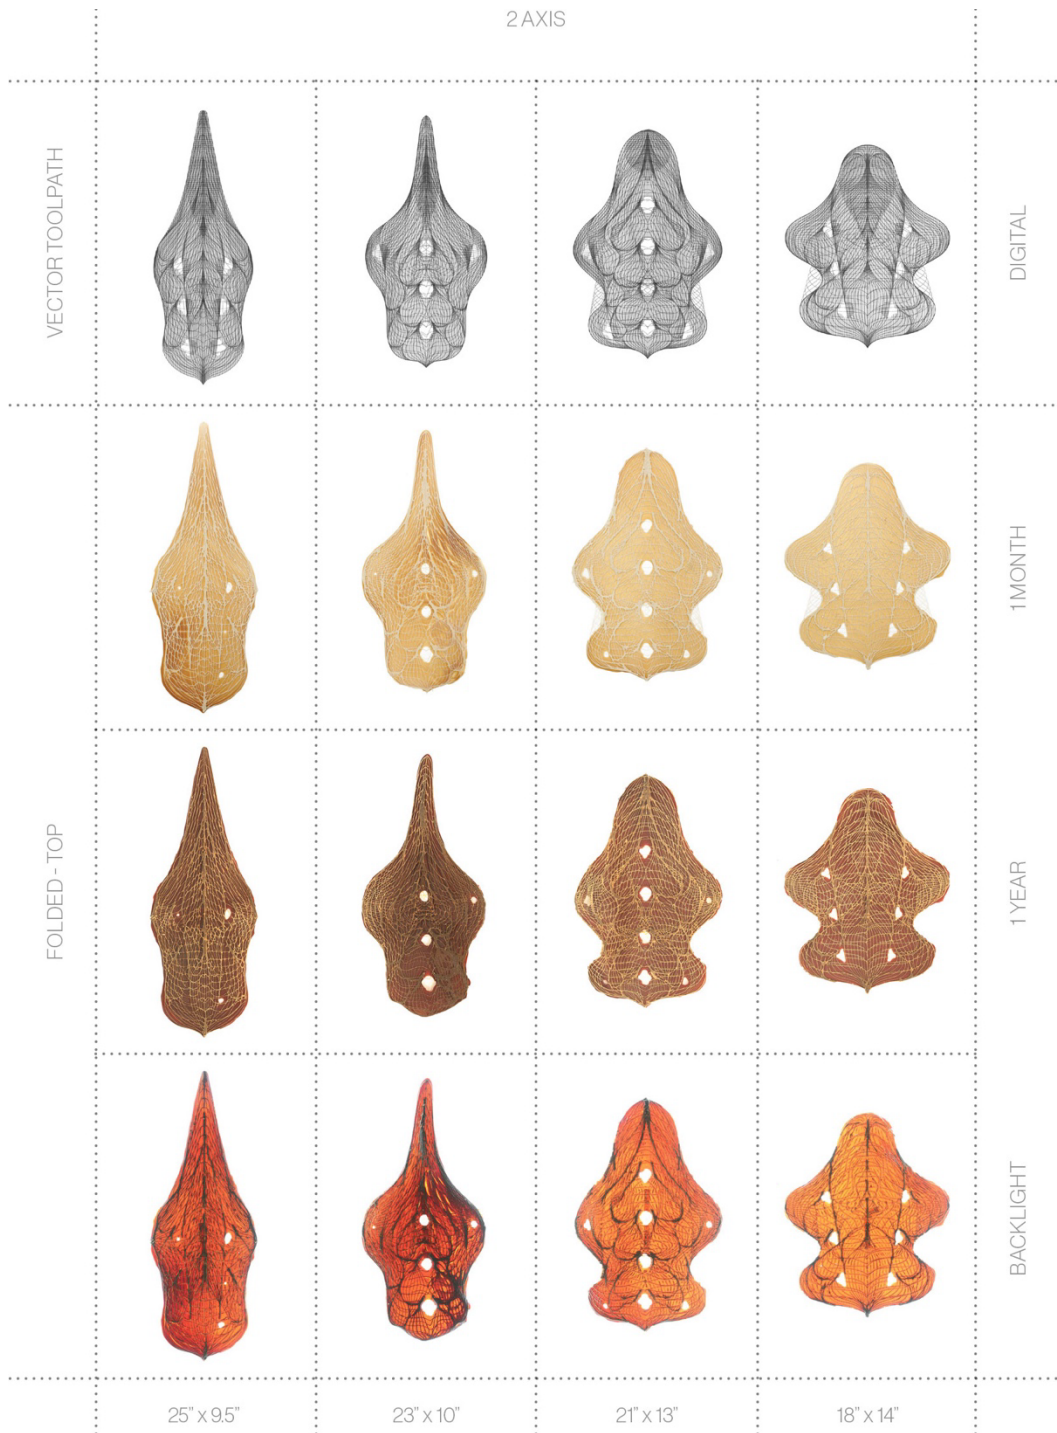 2 AXIS
VECTOR TOOLPATH
DIGITAL
1 MONTH
FOLDED - TOP
1 YEAR
BACKLIGHT
25" x 9.5"
23" x 10"
21" x 13"
18" x 14"